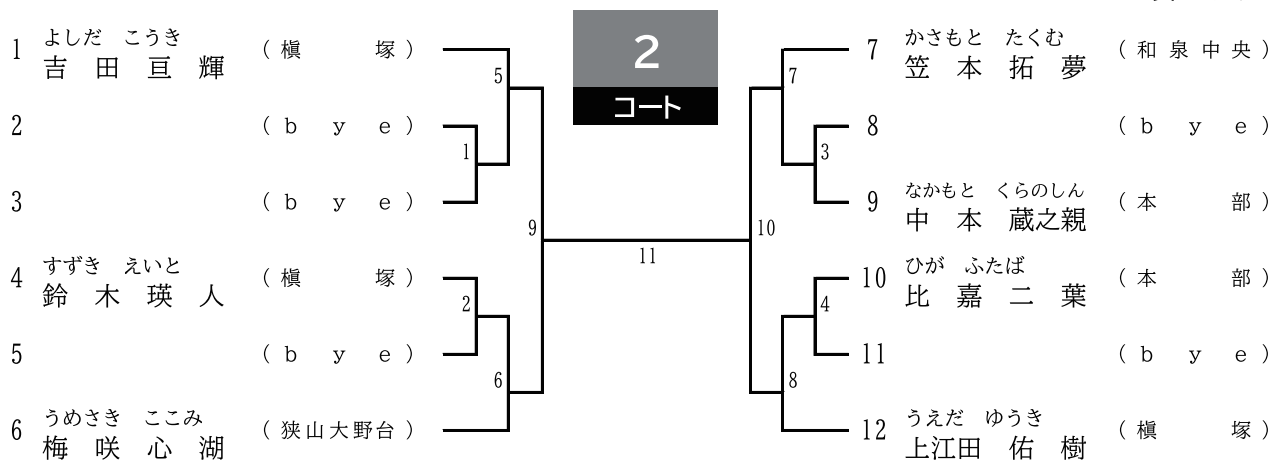 2
コート
よしだ こうき
1 吉田亘輝 (槇塚)
2 (bye)
3 (bye)
すずき えいと
4 鈴木瑛人 (槇塚)
5 (bye)
うめさき ここみ
6 梅咲心湖 (狭山大野台)
5
1
2
6
9
11
10
7
3
4
8
かさもと たくむ
7 笠本拓夢 (和泉中央)
8 (bye)
なかもと くらのしん
9 中本蔵之親 (本部)
ひが ふたば
10 比嘉二葉 (本部)
11 (bye)
うえだ ゆうき
12 上江田佑樹 (槇塚)